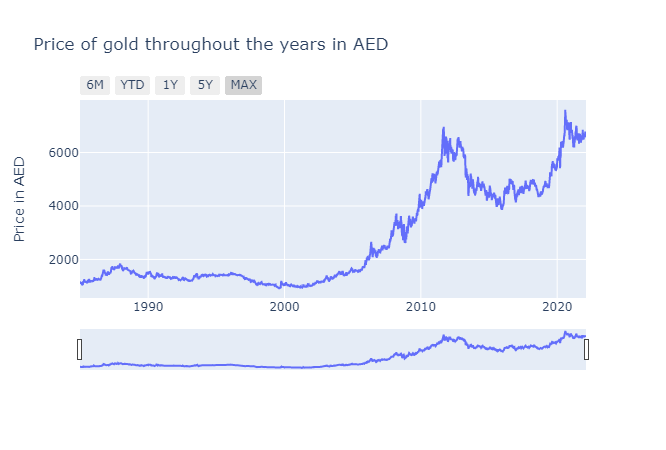 Price of gold throughout the years in AED
6M YTD 1Y 5Y MAX
6000
4000
2000
Price in AED
1990 2000 2010 2020